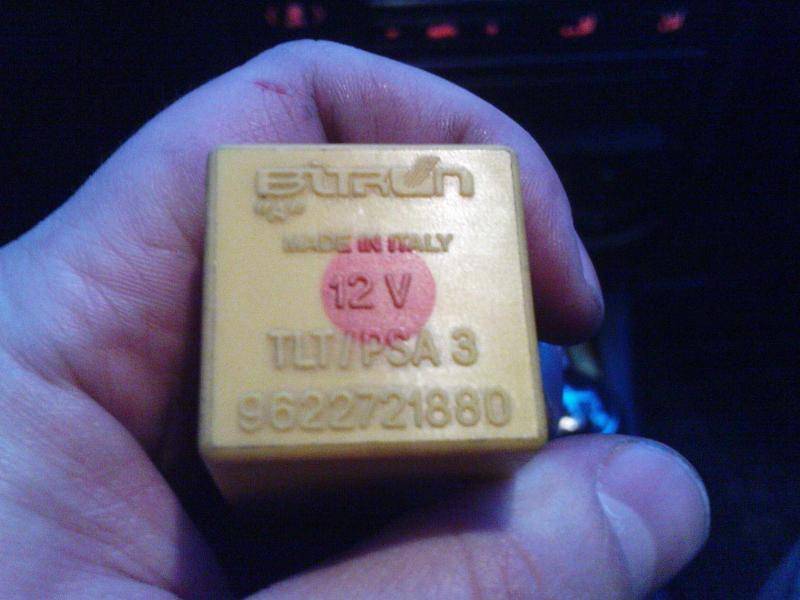 BITRON
MADE IN ITALY
12 V
TLT/PSA 3
9622721880